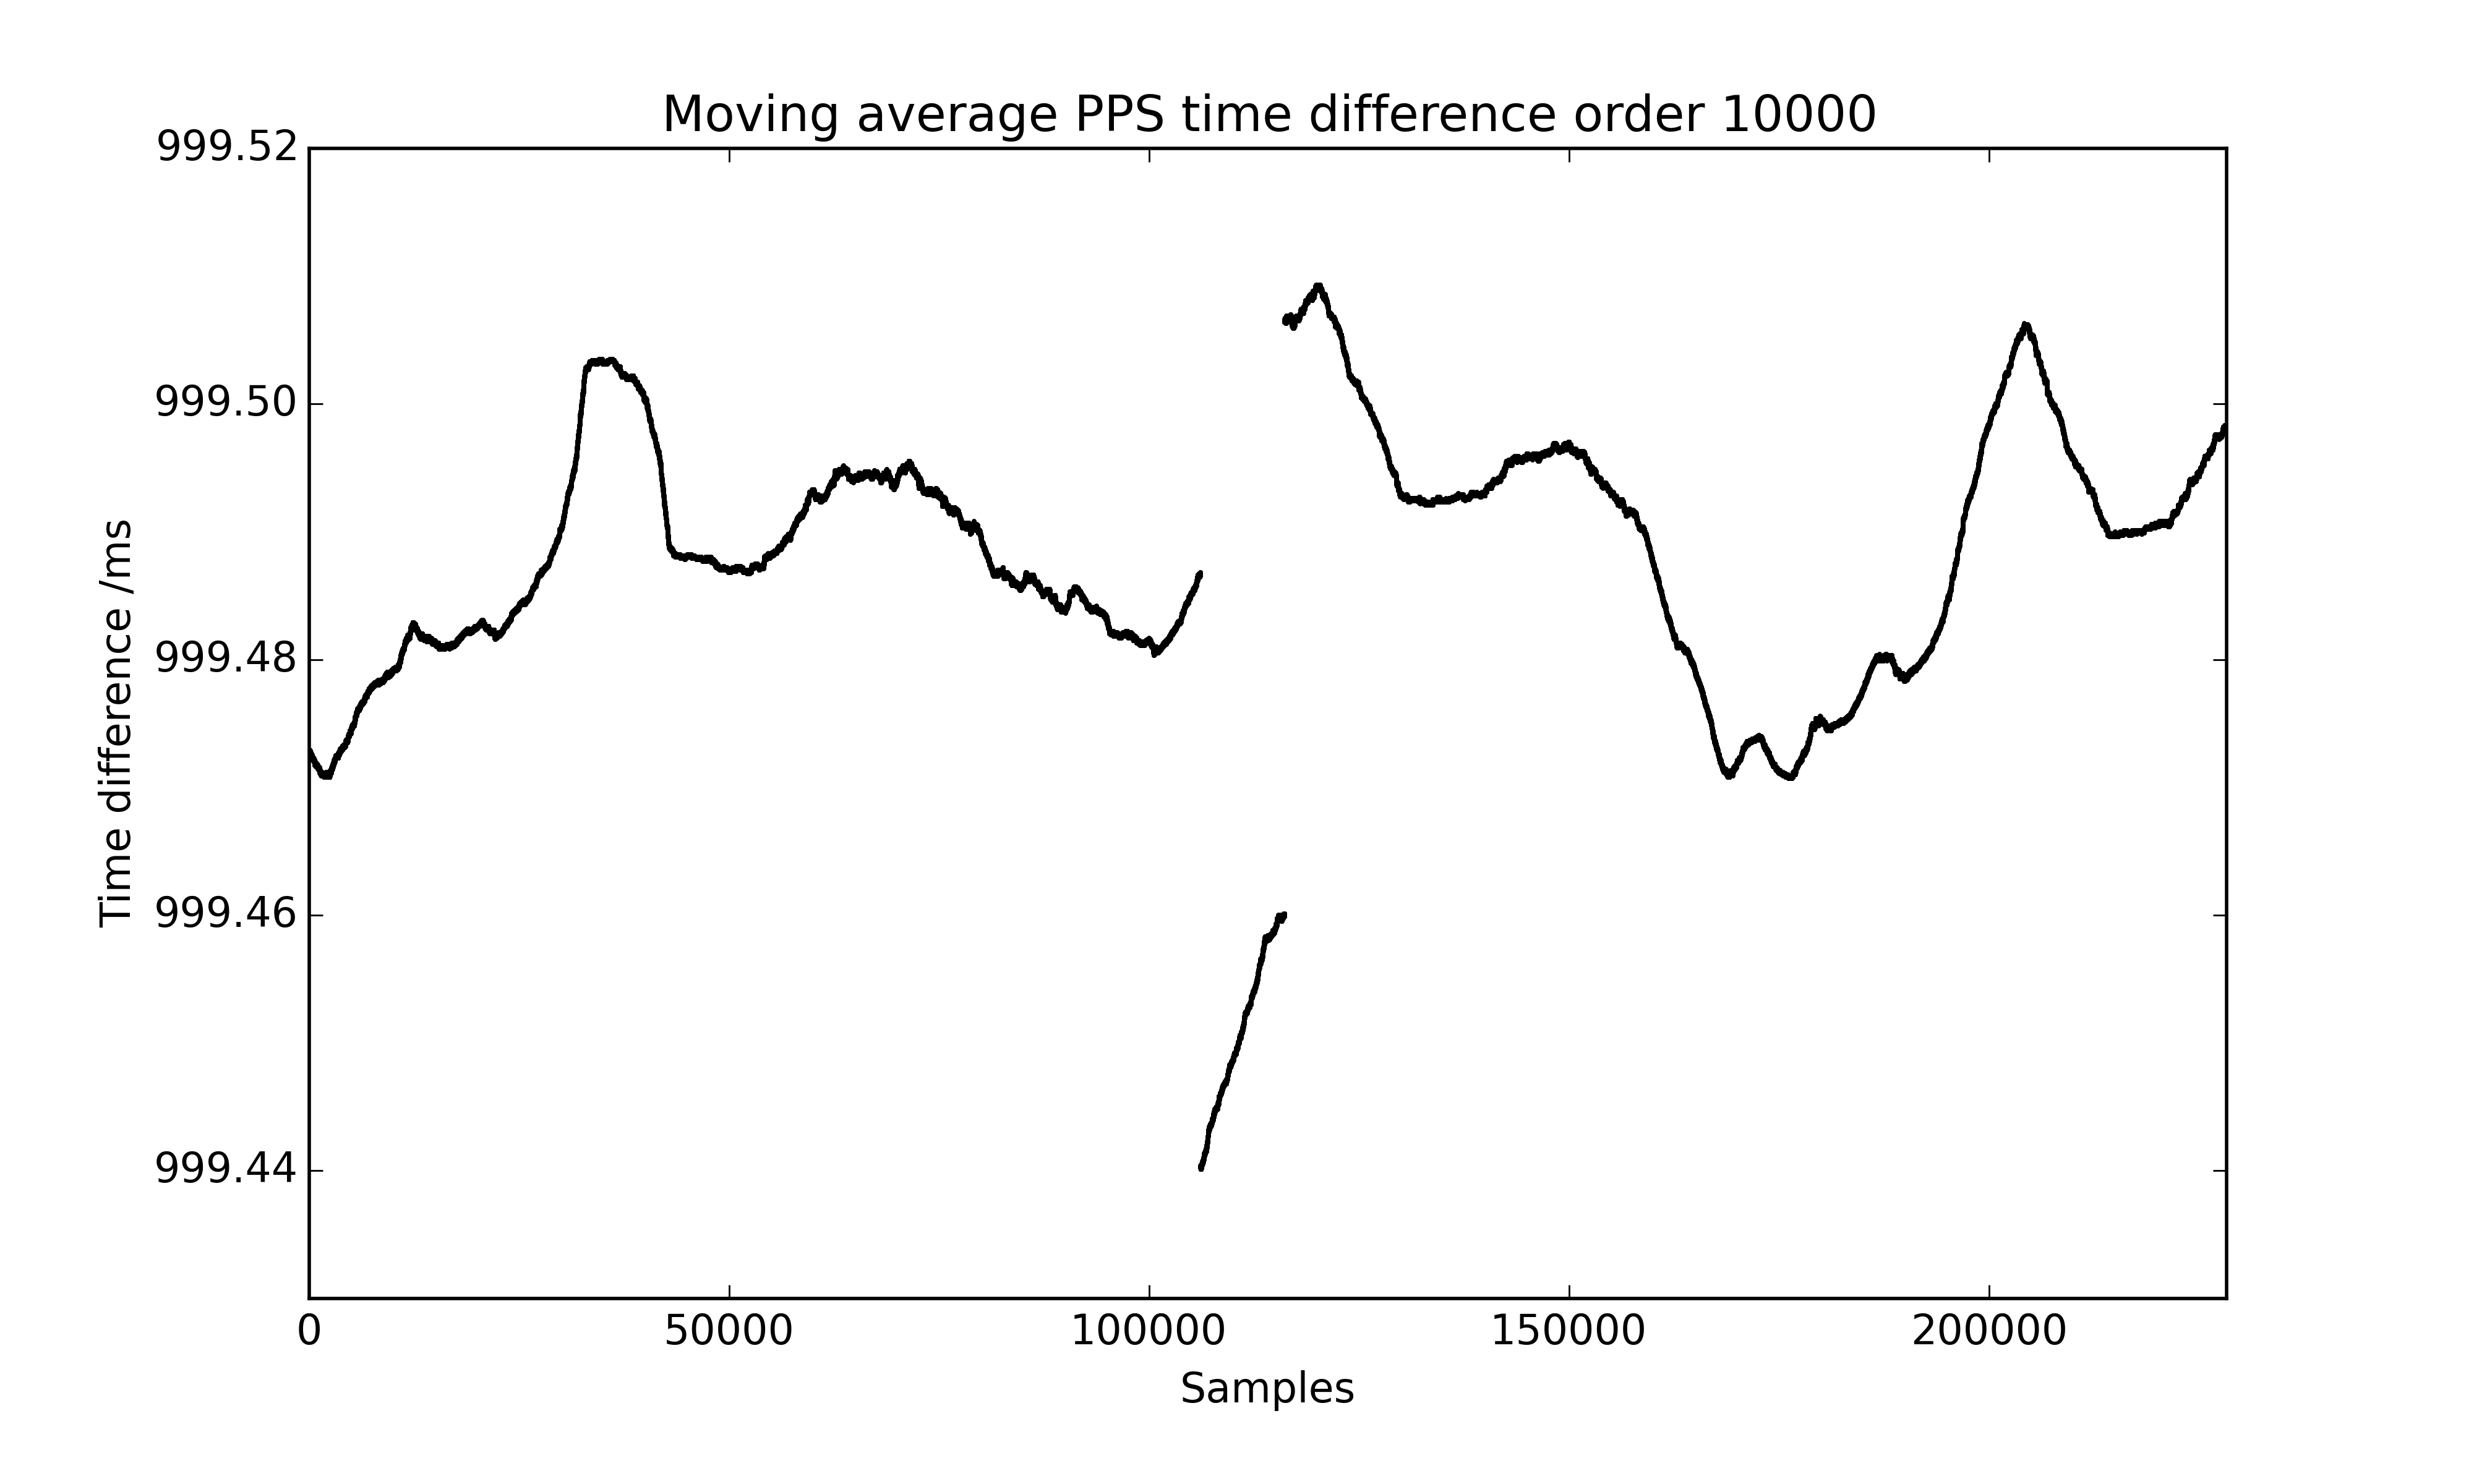 Moving average PPS time difference order 10000
999.52
999.50
999.48
999.46
999.44
Time difference /ms
0 50000 100000 150000 200000
Samples